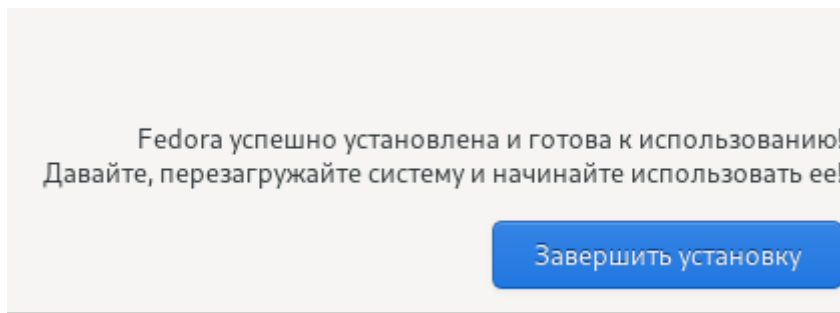 Fedora успешно установлена и готова к использованию!
Давайте, перезагружайте систему и начинайте использовать ее!
Завершить установку